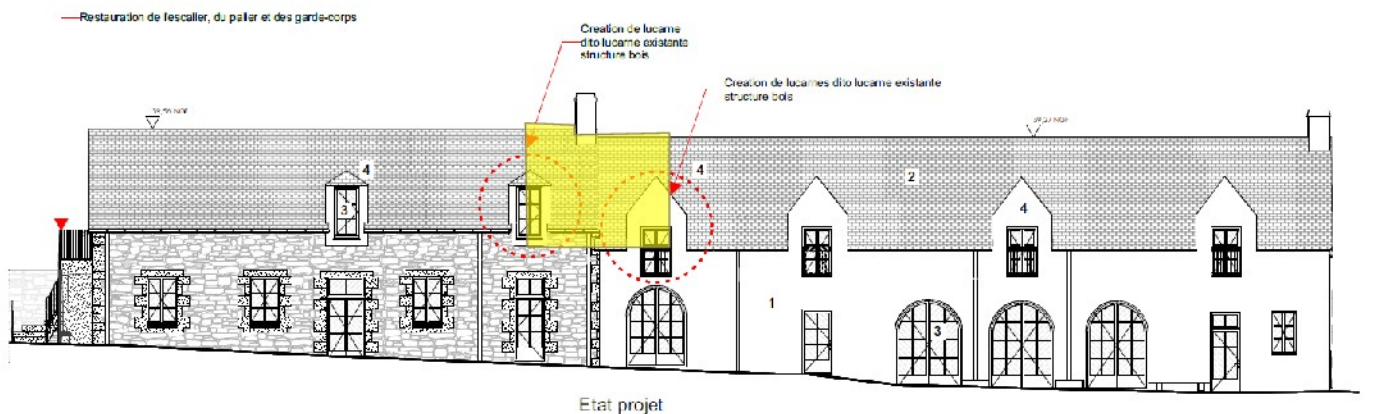 Restauration de l'escalier, du palier et des garde-corps
Creation de lucarne
dito lucarne existante
structure bois
Creation de lucarnes dito lucarne existante
structure bois
4
3
4
2
4
1
3
Etat projet